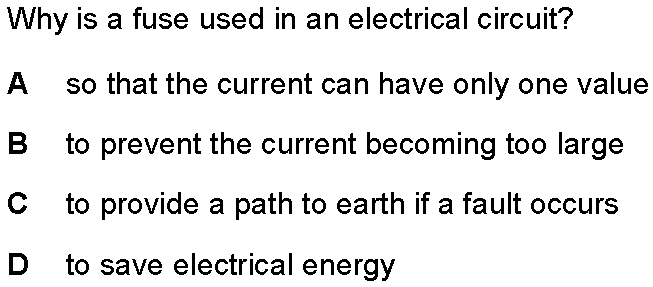 Why is a fuse used in an electrical circuit?
A so that the current can have only one value
B to prevent the current becoming too large
C to provide a path to earth if a fault occurs
D to save electrical energy